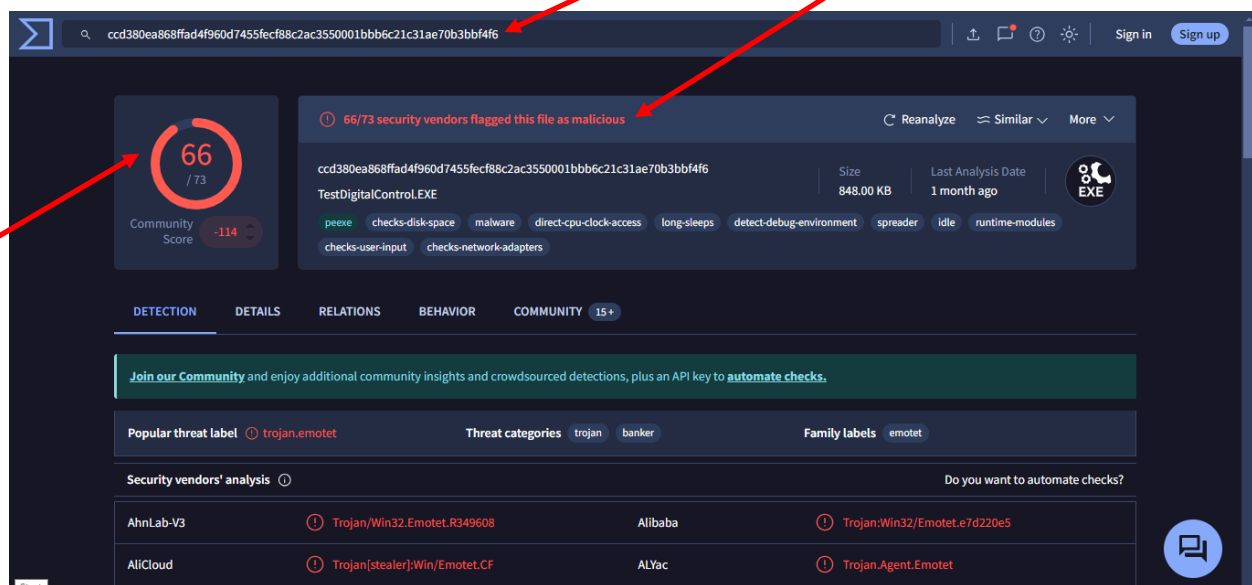 ccd380ea868ffad4f960d7455fecf88c2ac3550001bbb6c21c31ae70b3bbf4f6
Sign in
Sign up
66
/ 73
Community
Score
-114
66/73 security vendors flagged this file as malicious
Reanalyze
Similar
More
ccd380ea868ffad4f960d7455fecf88c2ac3550001bbb6c21c31ae70b3bbf4f6
TestDigitalControl.EXE
Size
848.00 KB
Last Analysis Date
1 month ago
EXE
peexe checks-disk-space malware direct-cpu-clock-access long-sleeps detect-debug-environment spreader idle runtime-modules
checks-user-input checks-network-adapters
DETECTION DETAILS RELATIONS BEHAVIOR COMMUNITY 15+
Join our Community and enjoy additional community insights and crowdsourced detections, plus an API key to automate checks.
Popular threat label trojan.emotet Threat categories trojan banker Family labels emotet
Security vendors' analysis Do you want to automate checks?
AhnLab-V3 Trojan/Win32.Emotet.R349608 Alibaba Trojan:Win32/Emotet.e7d220e5
AliCloud Trojan[stealer]:Win/Emotet.CF ALYac Trojan.Agent.Emotet